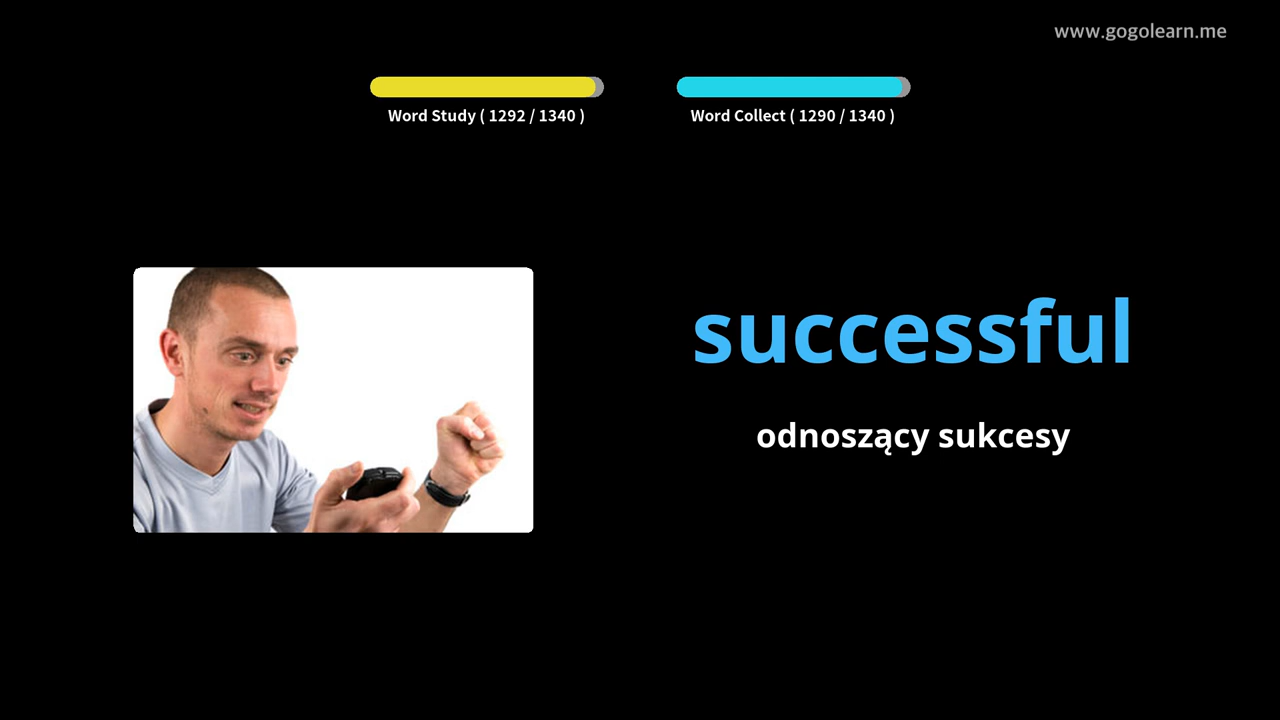 www.gogolearn.me
Word Study ( 1292 / 1340 )
Word Collect ( 1290 / 1340 )
successful
odnoszący sukcesy